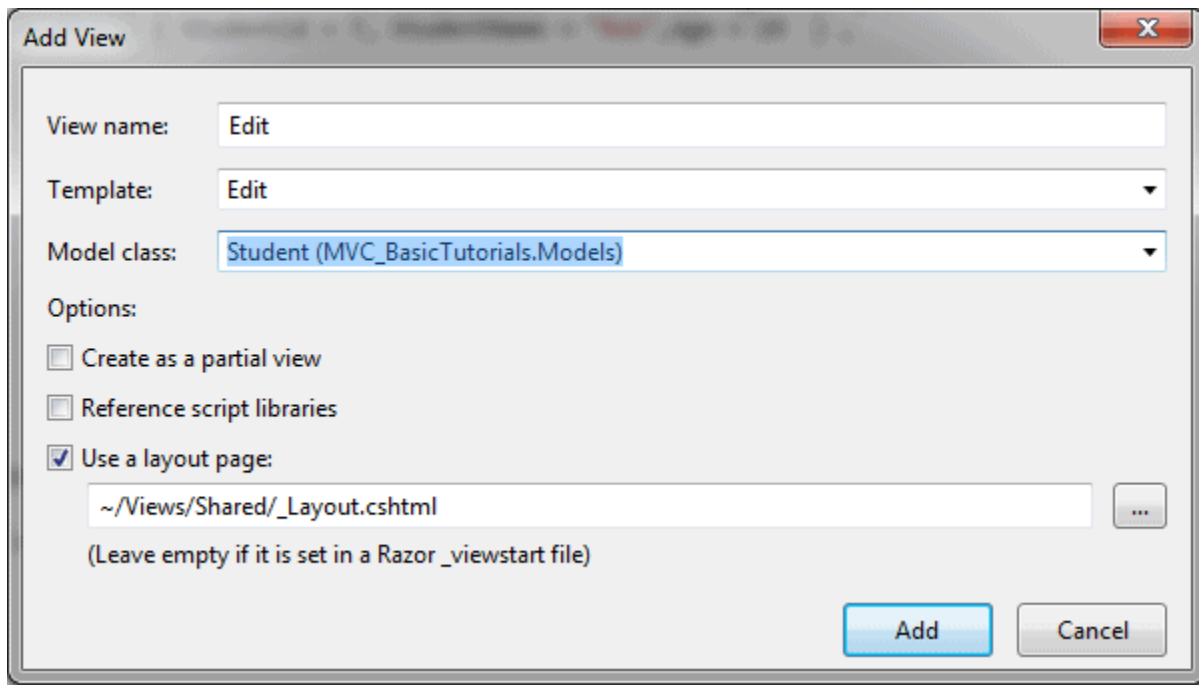 Add View
View name:
Edit
Template:
Edit
Model class:
Student (MVC_BasicTutorials.Models)
Options:
Create as a partial view
Reference script libraries
Use a layout page:
~/Views/Shared/_Layout.cshtml
...
(Leave empty if it is set in a Razor _viewstart file)
Add
Cancel